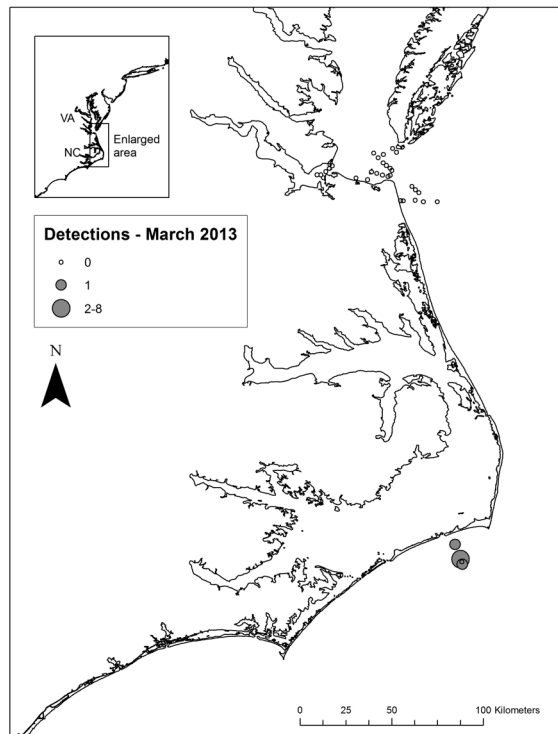 VA
NC
Enlarged
area
Detections - March 2013
0
1
2-8
N
0 25 50 100 Kilometers